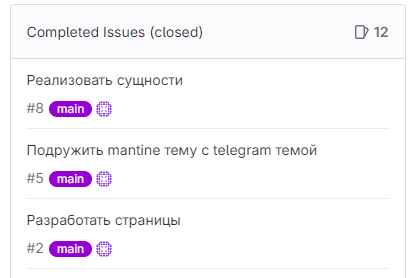 Completed Issues (closed) 12
Реализовать сущности
#8 main
Подружить mantine тему с telegram темой
#5 main
Разработать страницы
#2 main